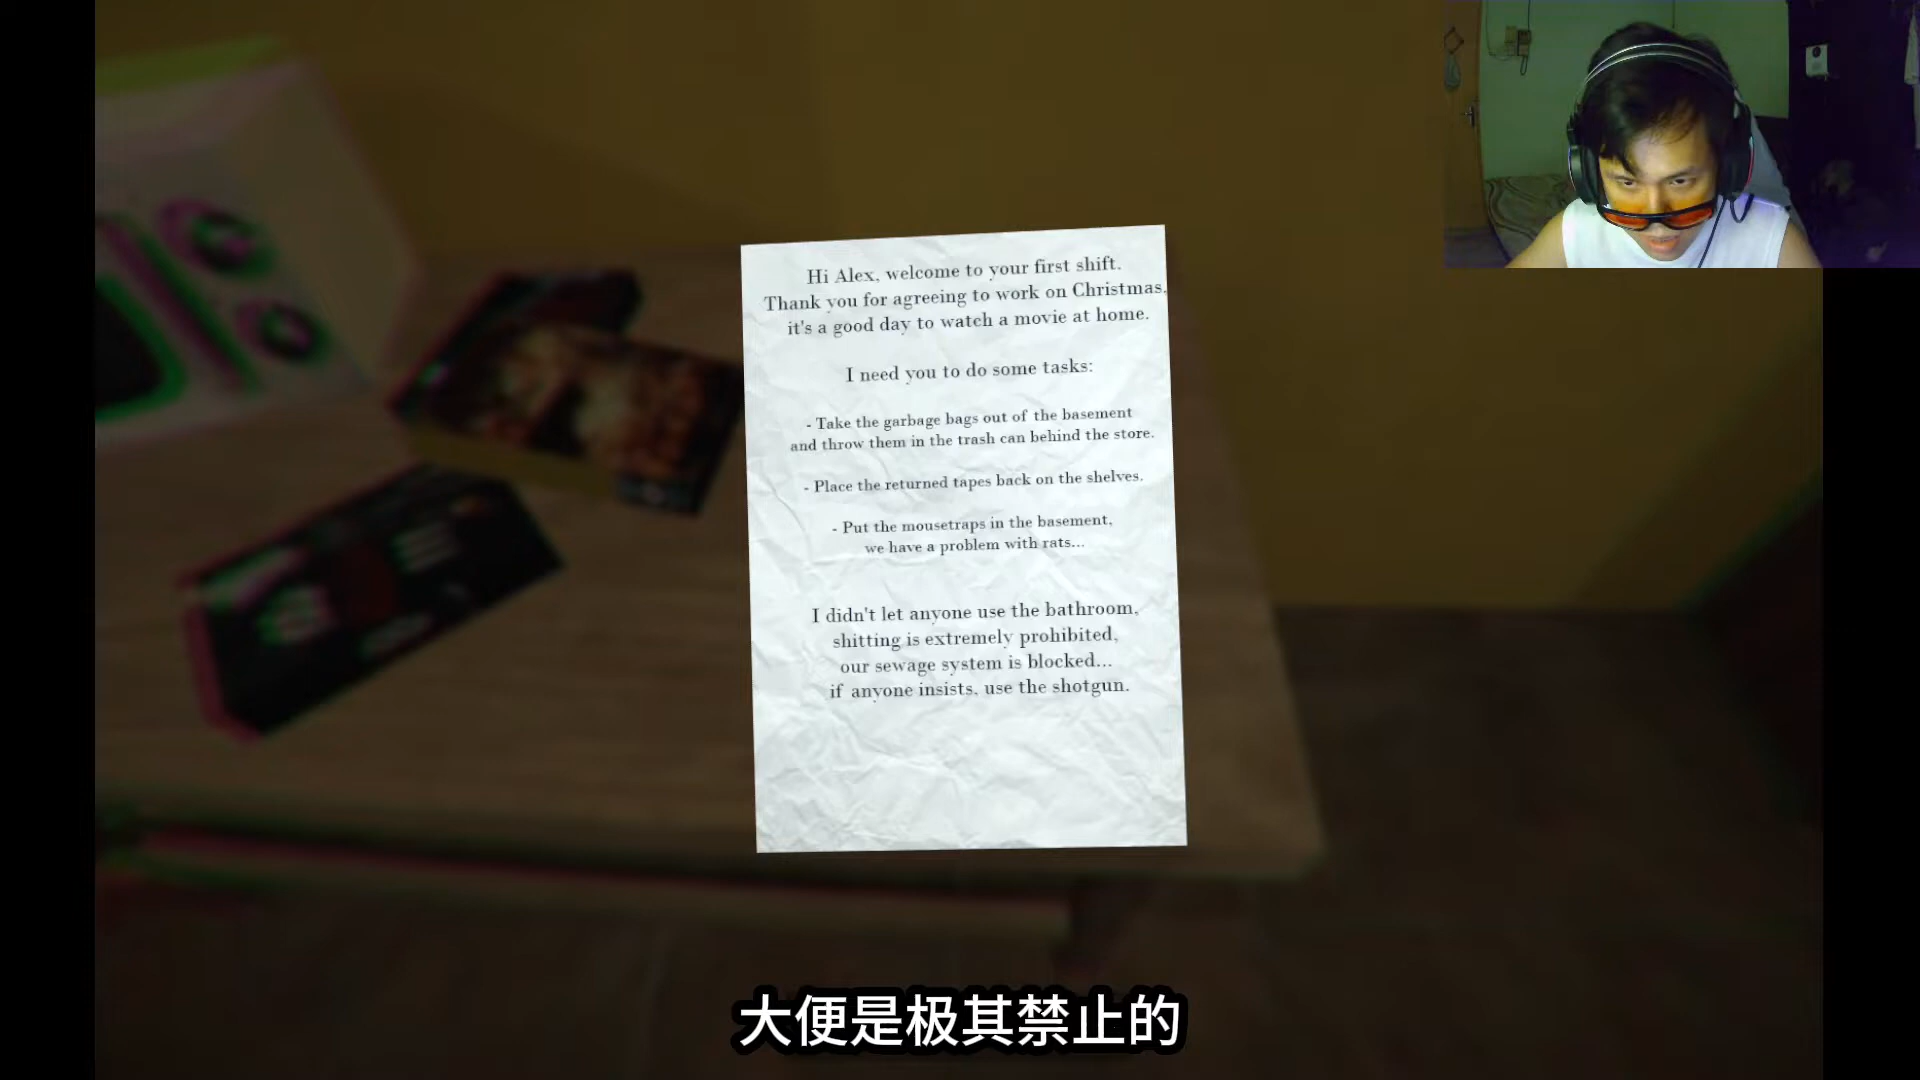 Hi Alex, welcome to your first shift.
Thank you for agreeing to work on Christmas,
it's a good day to watch a movie at home.
I need you to do some tasks:
- Take the garbage bags out of the basement
and throw them in the trash can behind the store.
- Place the returned tapes back on the shelves.
- Put the mousetraps in the basement,
we have a problem with rats...
I didn't let anyone use the bathroom,
shitting is extremely prohibited,
our sewage system is blocked...
if anyone insists, use the shotgun.
大便是极其禁止的